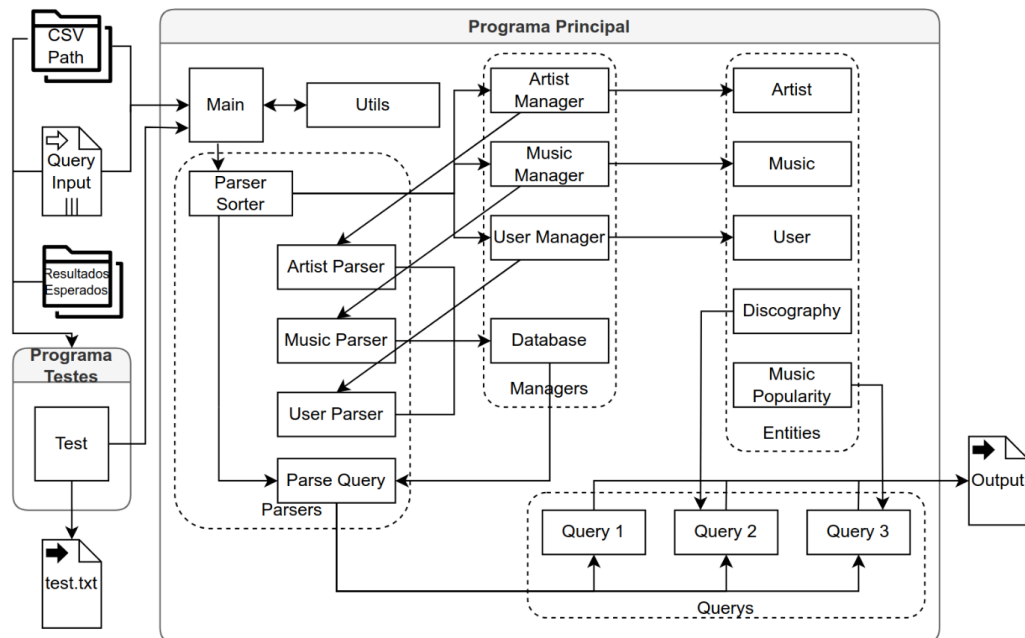 CSV
Path
Query
Input
Resultados
Esperados
Programa
Testes
Test
test.txt
Programa Principal
Main
Utils
Parser
Sorter
Artist Parser
Music Parser
User Parser
Parse Query
Parsers
Artist
Manager
Music
Manager
User Manager
Database
Managers
Artist
Music
User
Discography
Music
Popularity
Entities
Query 1
Query 2
Query 3
Querys
Output